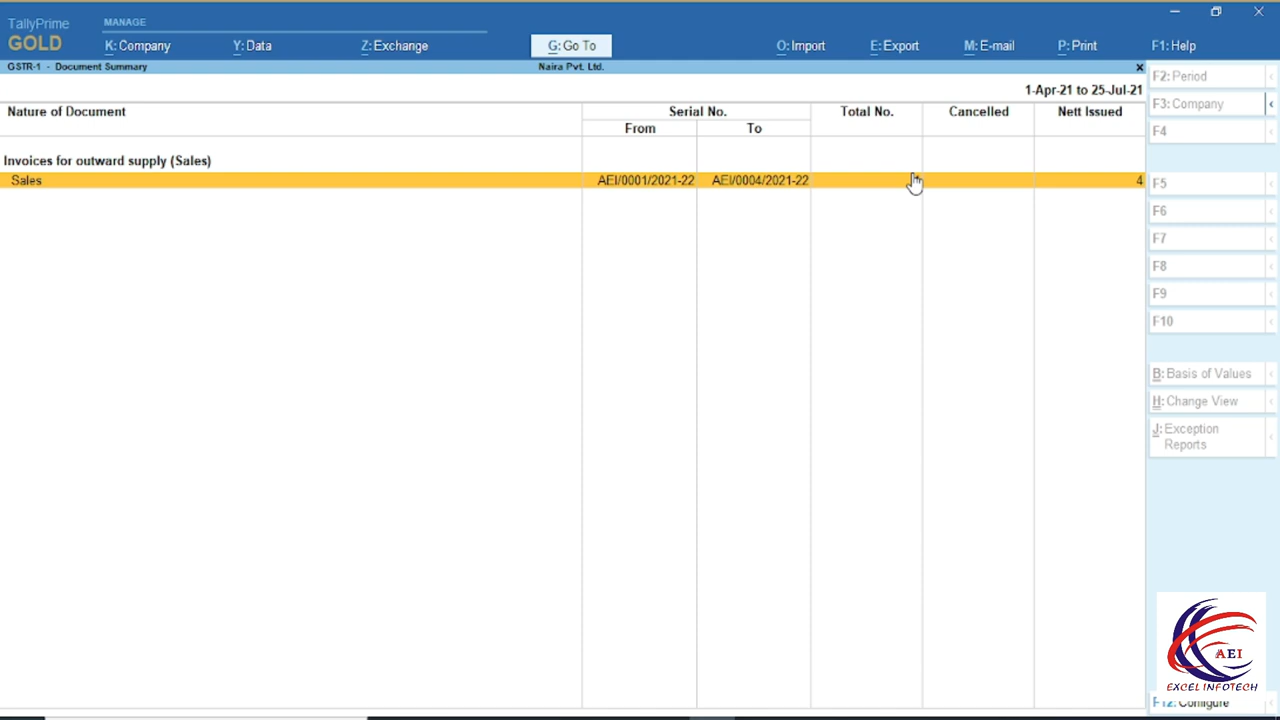 TallyPrime
GOLD
MANAGE
K: Company
Y: Data
Z: Exchange
G: Go To
O: Import
E: Export
M: E-mail
P: Print
F1: Help
GSTR-1 - Document Summary
Naira Pvt. Ltd.
x
1-Apr-21 to 25-Jul-21
Nature of Document
Serial No.
Total No.
Cancelled
Nett Issued
From
To
Invoices for outward supply (Sales)
Sales
AEI/0001/2021-22
AEI/0004/2021-22
4
F2: Period
F3: Company
F4
F5
F6
F7
F8
F9
F10
B: Basis of Values
H: Change View
J: Exception
Reports
AEI
EXCEL INFOTECH
F12: Configure